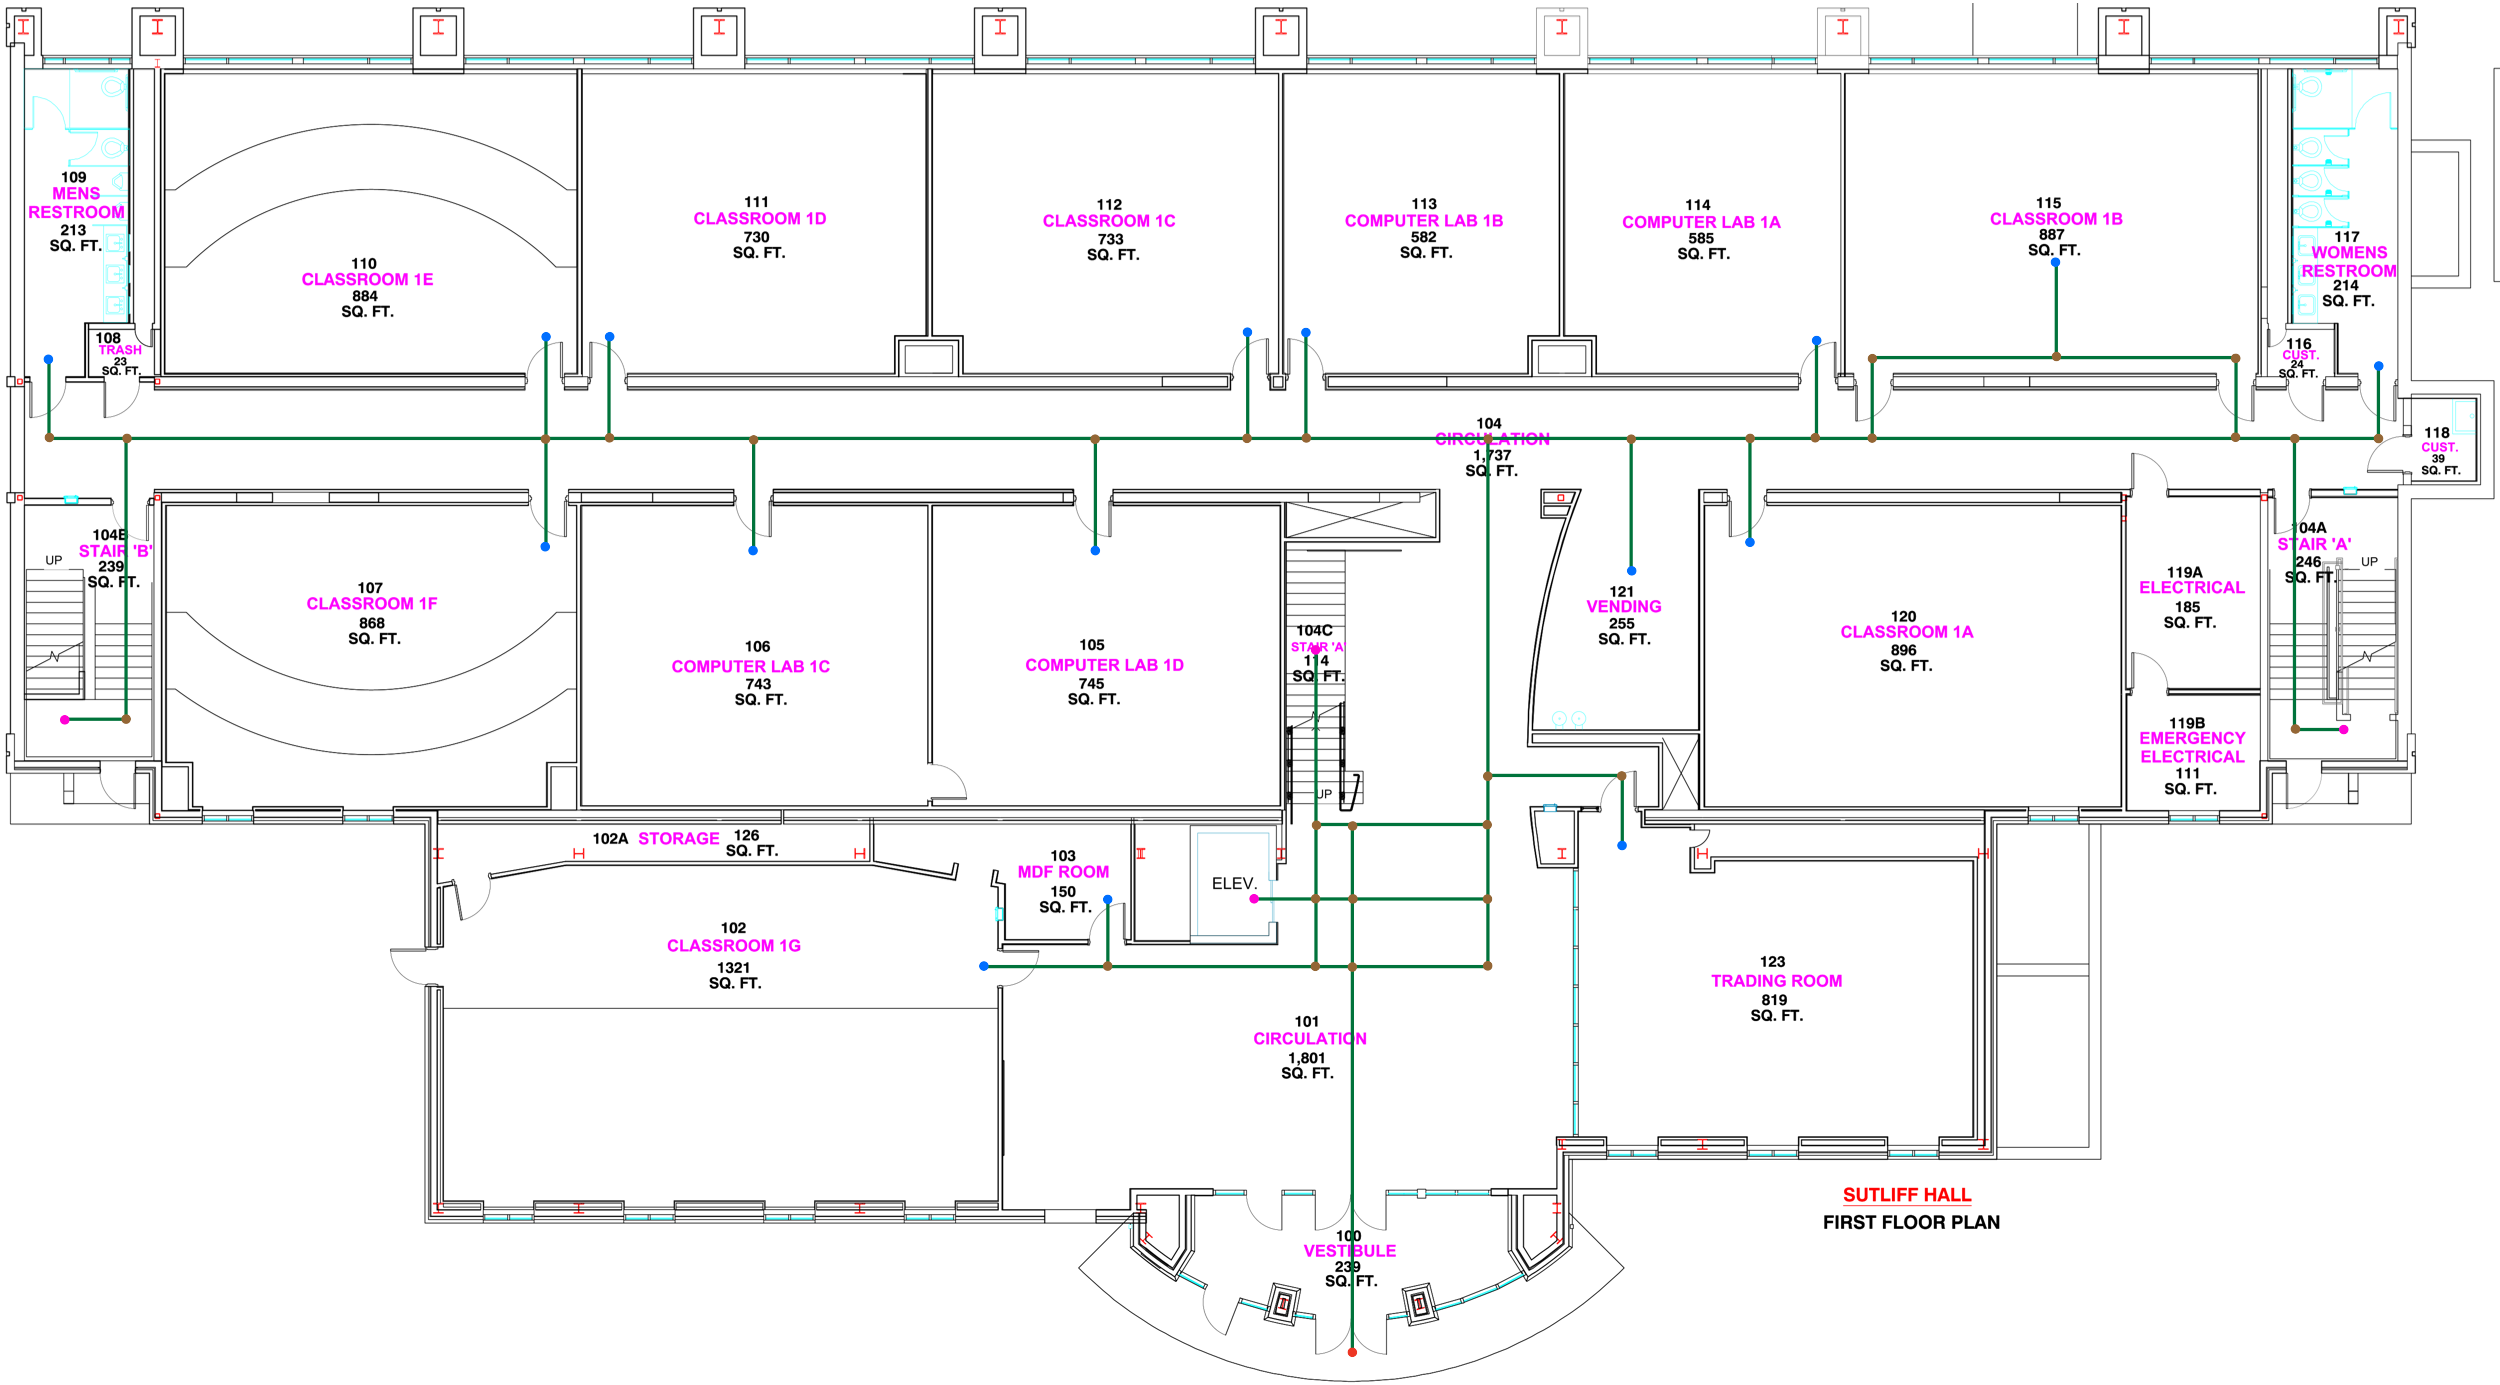 109
MENS
RESTROOM
213
SQ. FT.
108
TRASH
23
SQ. FT.
110
CLASSROOM 1E
884
SQ. FT.
111
CLASSROOM 1D
730
SQ. FT.
112
CLASSROOM 1C
733
SQ. FT.
113
COMPUTER LAB 1B
582
SQ. FT.
114
COMPUTER LAB 1A
585
SQ. FT.
115
CLASSROOM 1B
887
SQ. FT.
117
WOMENS
RESTROOM
214
SQ. FT.
116
CUST.
24
SQ. FT.
104
CIRCULATION
1,737
SQ. FT.
118
CUST.
39
SQ. FT.
104B
STAIR 'B'
239
SQ. FT.
UP
107
CLASSROOM 1F
868
SQ. FT.
106
COMPUTER LAB 1C
743
SQ. FT.
105
COMPUTER LAB 1D
745
SQ. FT.
104C
STAIR 'A'
114
SQ. FT.
UP
121
VENDING
255
SQ. FT.
120
CLASSROOM 1A
896
SQ. FT.
119A
ELECTRICAL
185
SQ. FT.
104A
STAIR 'A'
246
SQ. FT.
UP
119B
EMERGENCY
ELECTRICAL
111
SQ. FT.
102A STORAGE 126
SQ. FT.
103
MDF ROOM
150
SQ. FT.
ELEV.
102
CLASSROOM 1G
1321
SQ. FT.
101
CIRCULATION
1,801
SQ. FT.
123
TRADING ROOM
819
SQ. FT.
100
VESTIBULE
239
SQ. FT.
SUTLIFF HALL
FIRST FLOOR PLAN